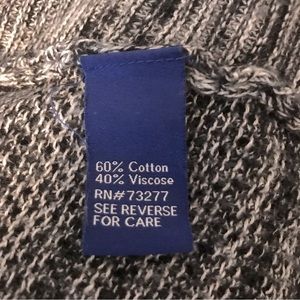 60% Cotton
40% Viscose
RN#73277
SEE REVERSE
FOR CARE